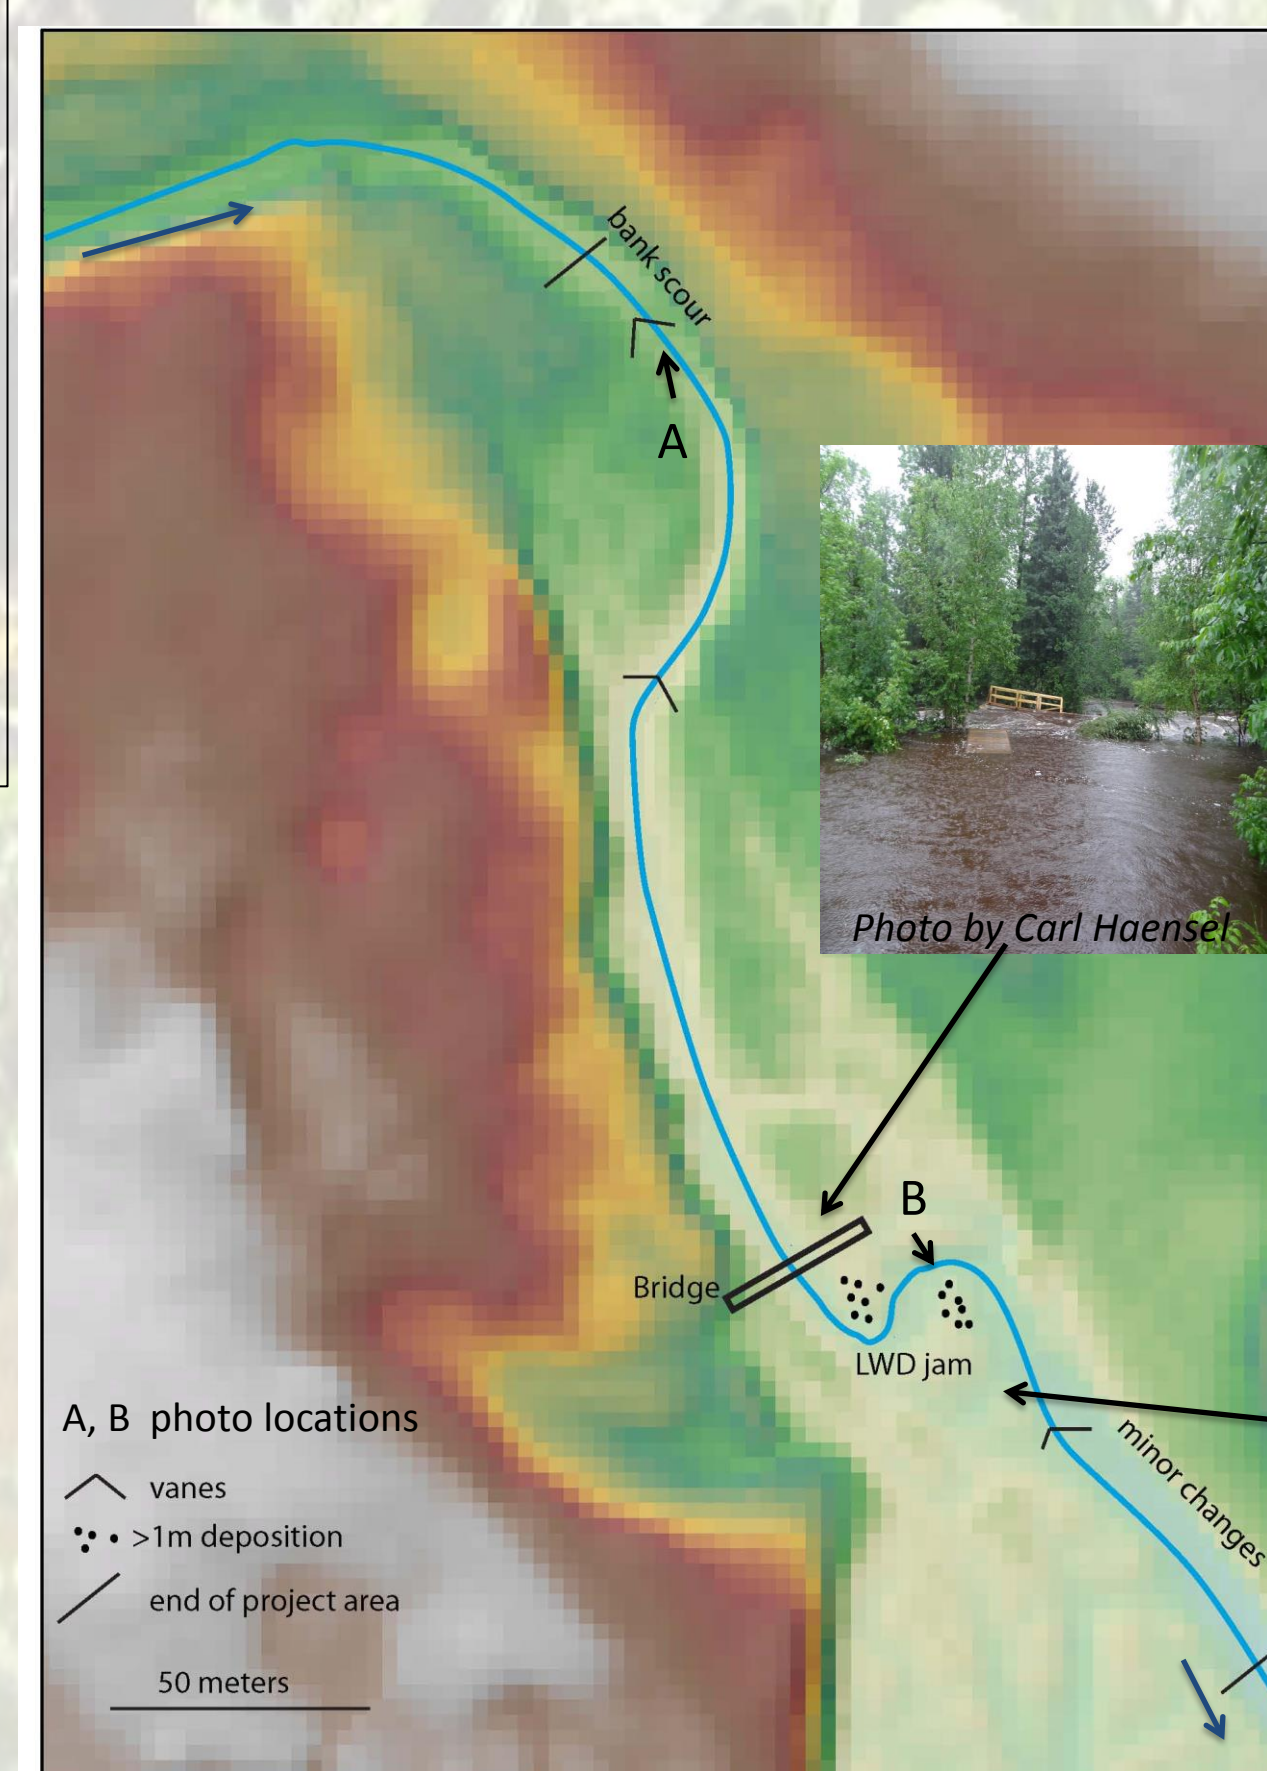 bank scour
A
Photo by Carl Haensel
B
Bridge
LWD jam
minor changes
A, B photo locations
vanes
>1m deposition
end of project area
50 meters